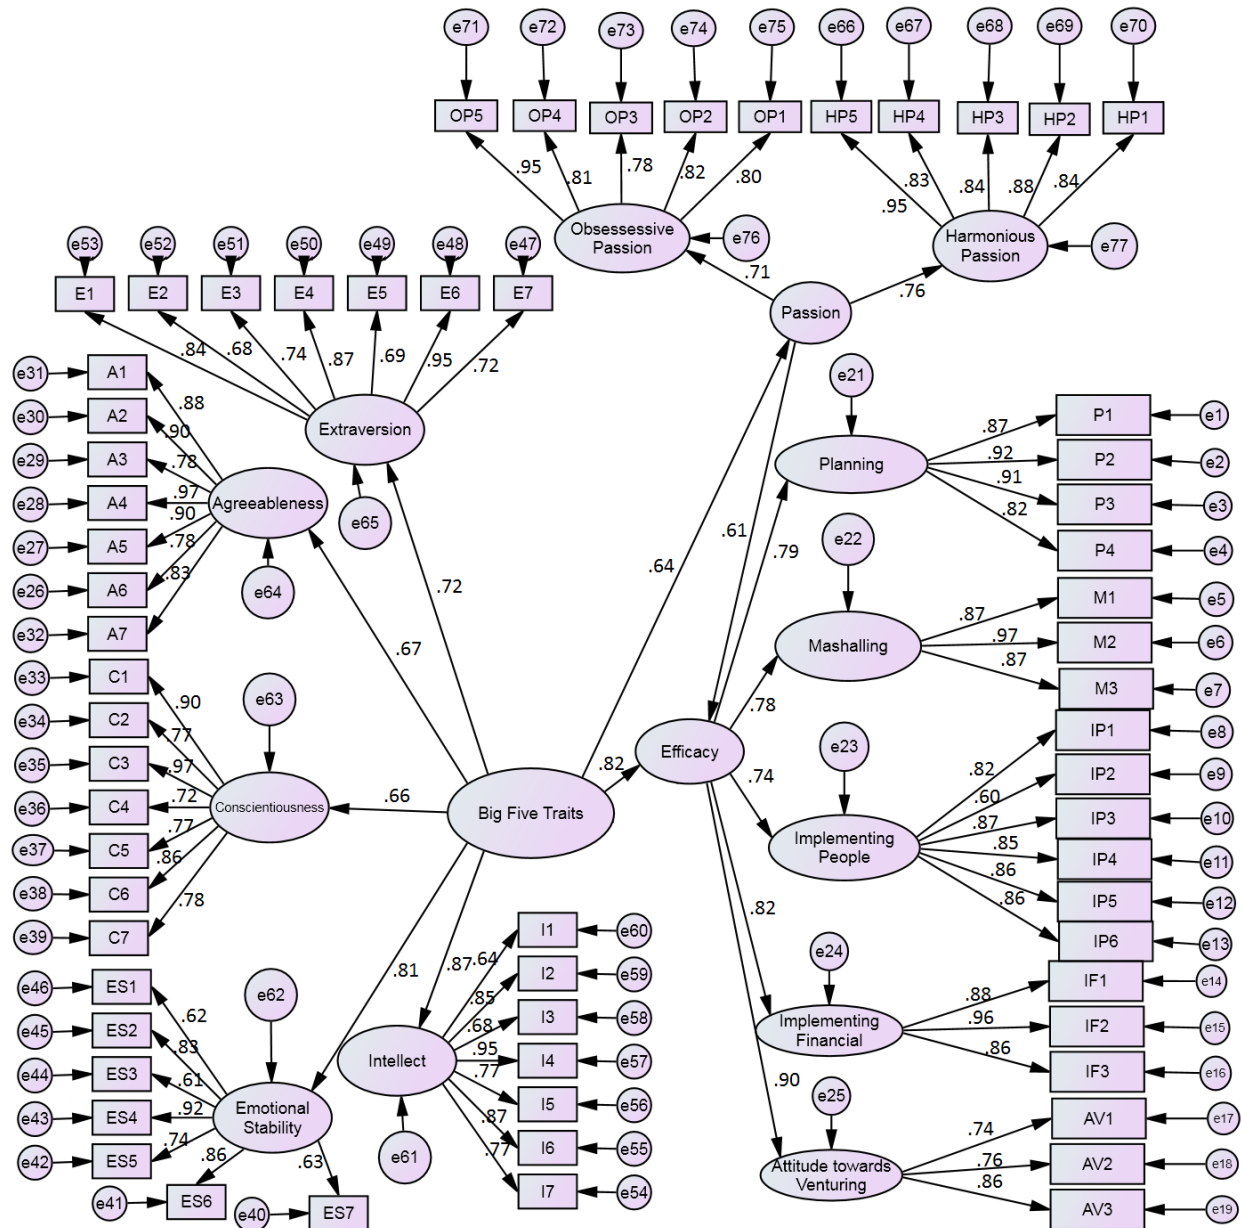 e71 e72 e73 e74 e75 e66 e67 e68 e69 e70
OP5 OP4 OP3 OP2 OP1 HP5 HP4 HP3 HP2 HP1
.95 .81 .78 .82 .80 .95 .83 .84 .88 .84
Obsessessive
Passion
e76
Harmonious
Passion
e77
.71 .76
Passion
e53 e52 e51 e50 e49 e48 e47
E1 E2 E3 E4 E5 E6 E7
.84 .68 .74 .87 .69 .95 .72
Extraversion
e65
e31 A1 .88
e30 A2 .90
e29 A3 .78
e28 A4 .97
e27 A5 .90
e26 A6 .78
e32 A7 .83
Agreeableness
e64
.72
.67
.64
.61
.79
e21
Planning
.87 P1 e1
.92 P2 e2
.91 P3 e3
.82 P4 e4
e22
Mashalling
.87 M1 e5
.97 M2 e6
.87 M3 e7
e33 C1 .90
e34 C2 .77
e35 C3 .97
e36 C4 .72
e37 C5 .77
e38 C6 .86
e39 C7 .78
e63
Conscientiousness
.66
Big Five Traits
.82
Efficacy
.78
.74
e23
Implementing
People
.82 IP1 e8
.60 IP2 e9
.87 IP3 e10
.85 IP4 e11
.86 IP5 e12
.86 IP6 e13
.81
.87
.82
.90
e46 ES1 .62
e45 ES2 .83
e44 ES3 .61
e43 ES4 .92
e42 ES5 .74
e41 ES6 .86
e40 ES7 .63
e62
Emotional
Stability
Intellect
e61
.64 I1 e60
.85 I2 e59
.68 I3 e58
.95 I4 e57
.77 I5 e56
.87 I6 e55
.77 I7 e54
e24
Implementing
Financial
.88 IF1 e14
.96 IF2 e15
.86 IF3 e16
e25
Attitude towards
Venturing
.74 AV1 e17
.76 AV2 e18
.86 AV3 e19